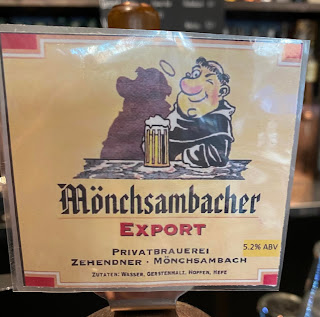 Mönchsambacher
EXPORT
PRIVATBRAUEREI
5.2% ABV
ZEHENDNER · MÖNCHSAMBACH
ZUTATEN: WASSER, GERSTENMALZ, HOPFEN, HEFE